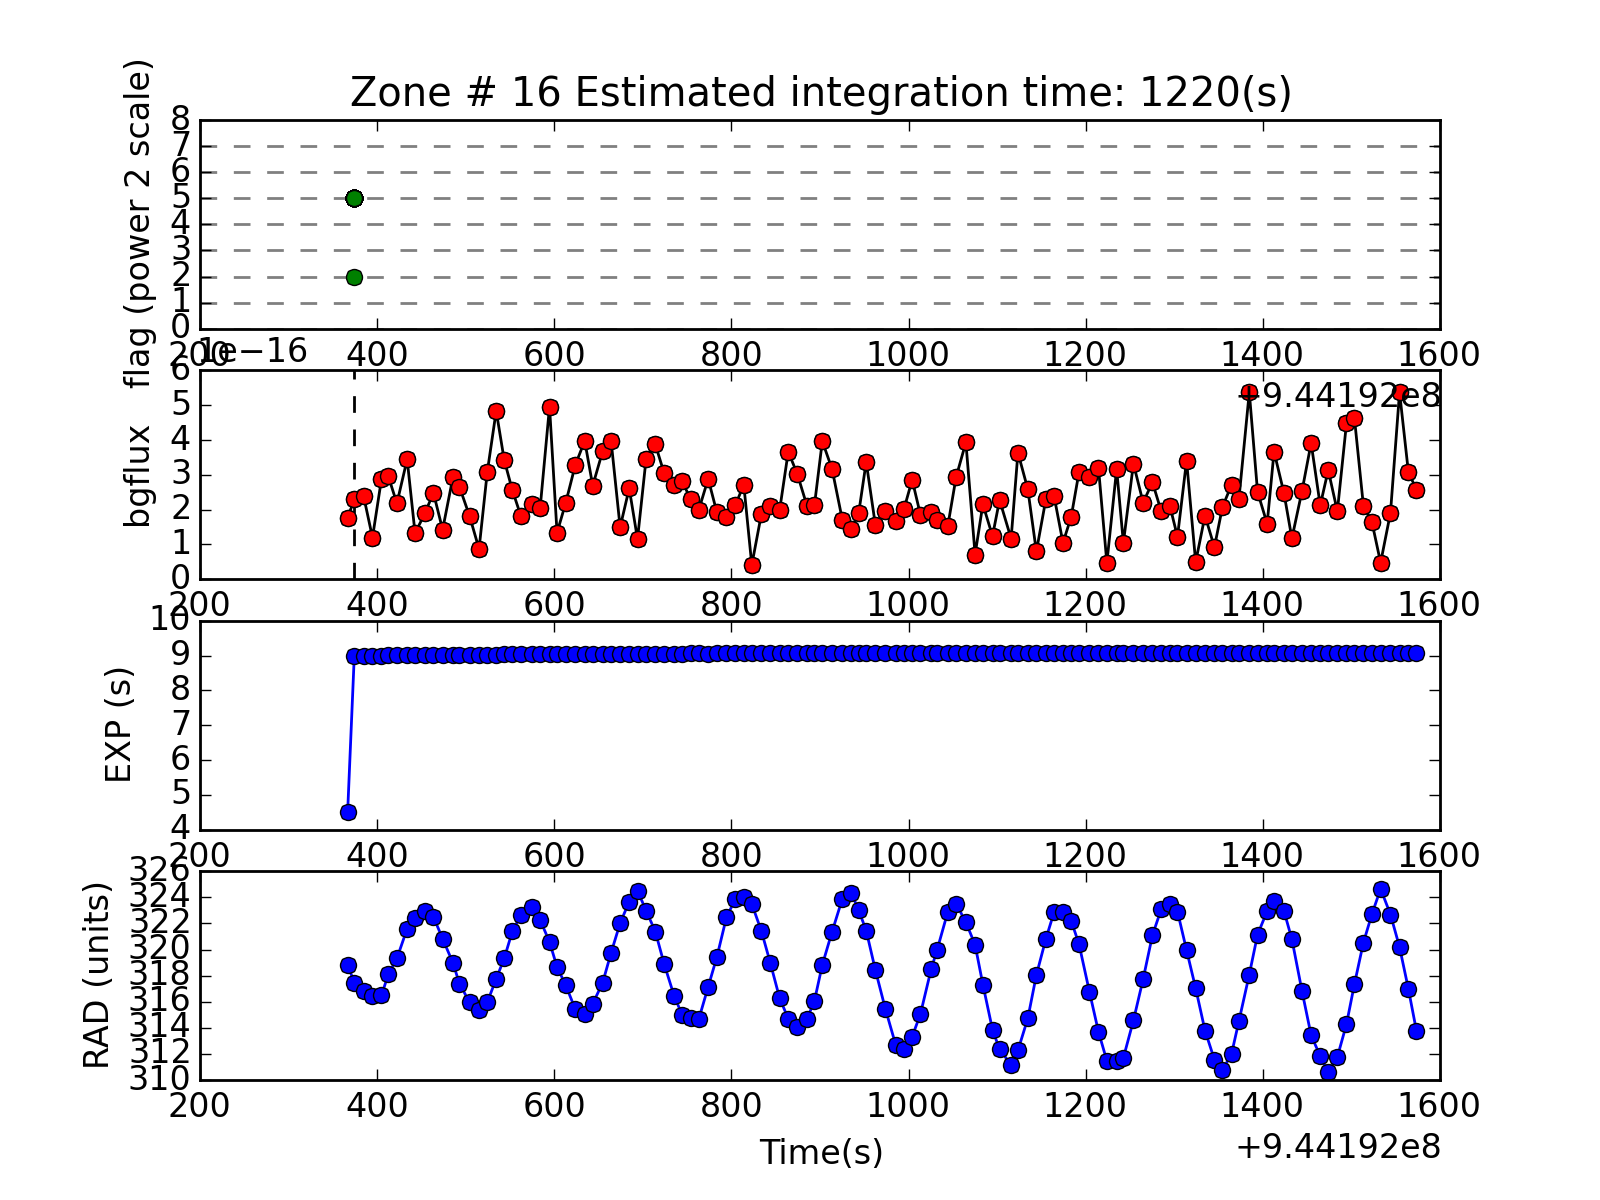 Zone # 16 Estimated integration time: 1220(s)
flag (power 2 scale)
8
7
6
5
4
3
2
1
0
200 400 600 800 1000 1200 1400 1600
1e−16
+9.44192e8
bgflux
6
5
4
3
2
1
0
200 400 600 800 1000 1200 1400 1600
EXP (s)
10
9
8
7
6
5
4
200 400 600 800 1000 1200 1400 1600
RAD (units)
326
324
322
320
318
316
314
312
310
200 400 600 800 1000 1200 1400 1600
Time(s)
+9.44192e8